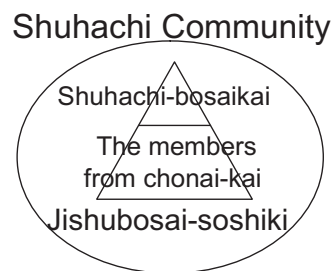 Shuhachi Community
Shuhachi-bosaikai
The members
from chonai-kai
Jishubosai-soshiki